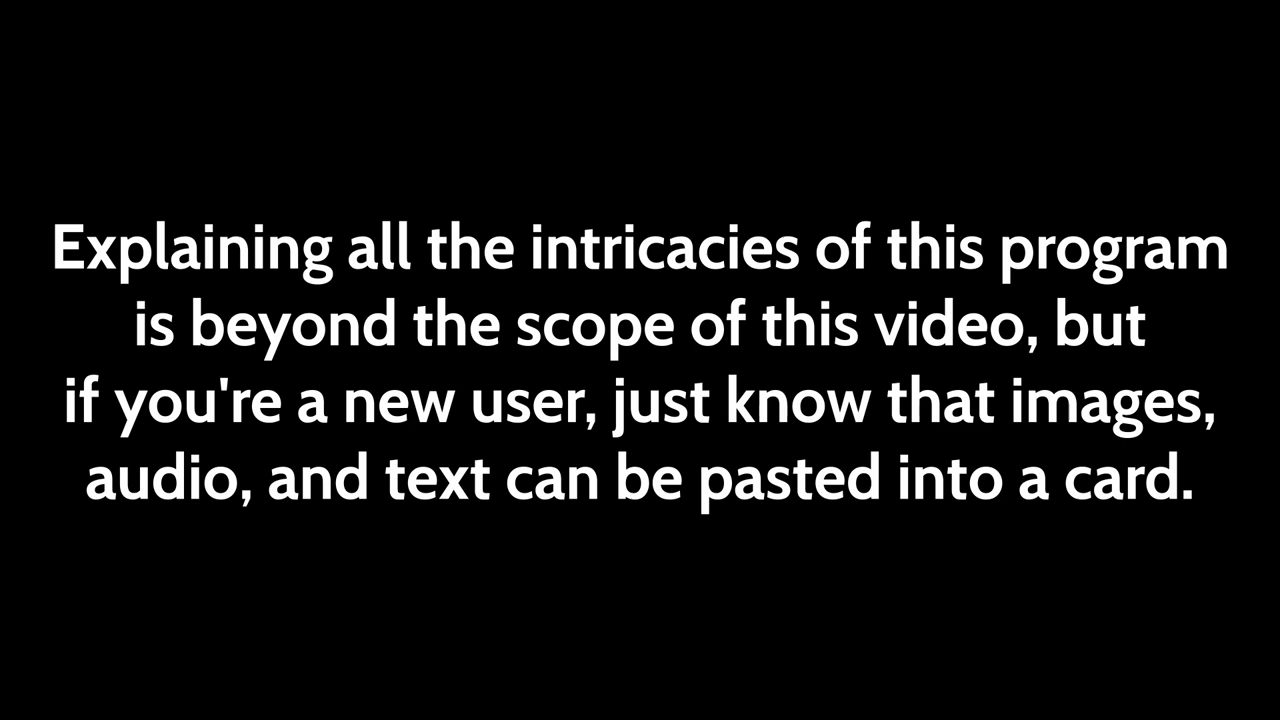 Explaining all the intricacies of this program
is beyond the scope of this video, but
if you're a new user, just know that images,
audio, and text can be pasted into a card.